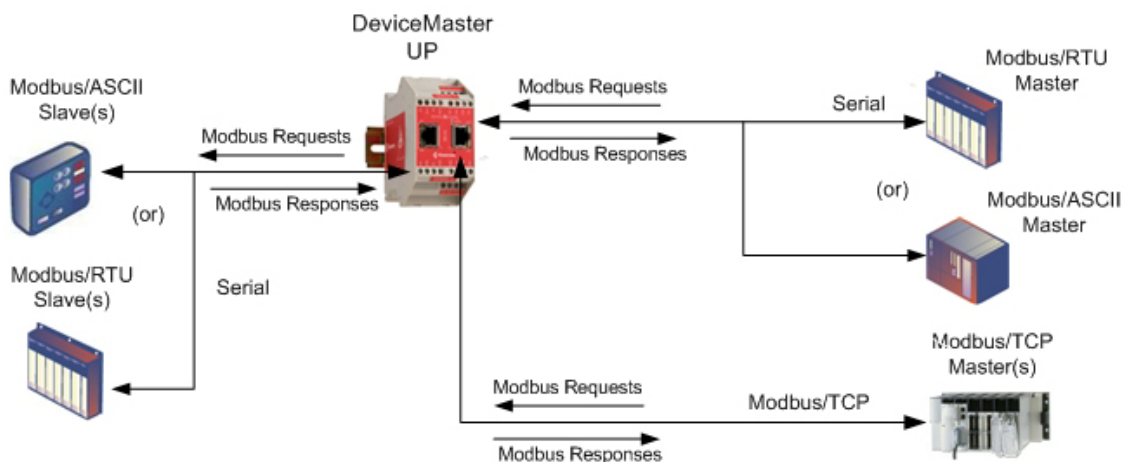 DeviceMaster
UP
Modbus/ASCII
Slave(s)
Modbus Requests
Modbus Responses
(or)
Modbus/RTU
Slave(s)
Serial
Modbus Requests
Modbus Responses
Serial
Modbus/RTU
Master
(or)
Modbus/ASCII
Master
Modbus Requests
Modbus Responses
Modbus/TCP
Modbus/TCP
Master(s)